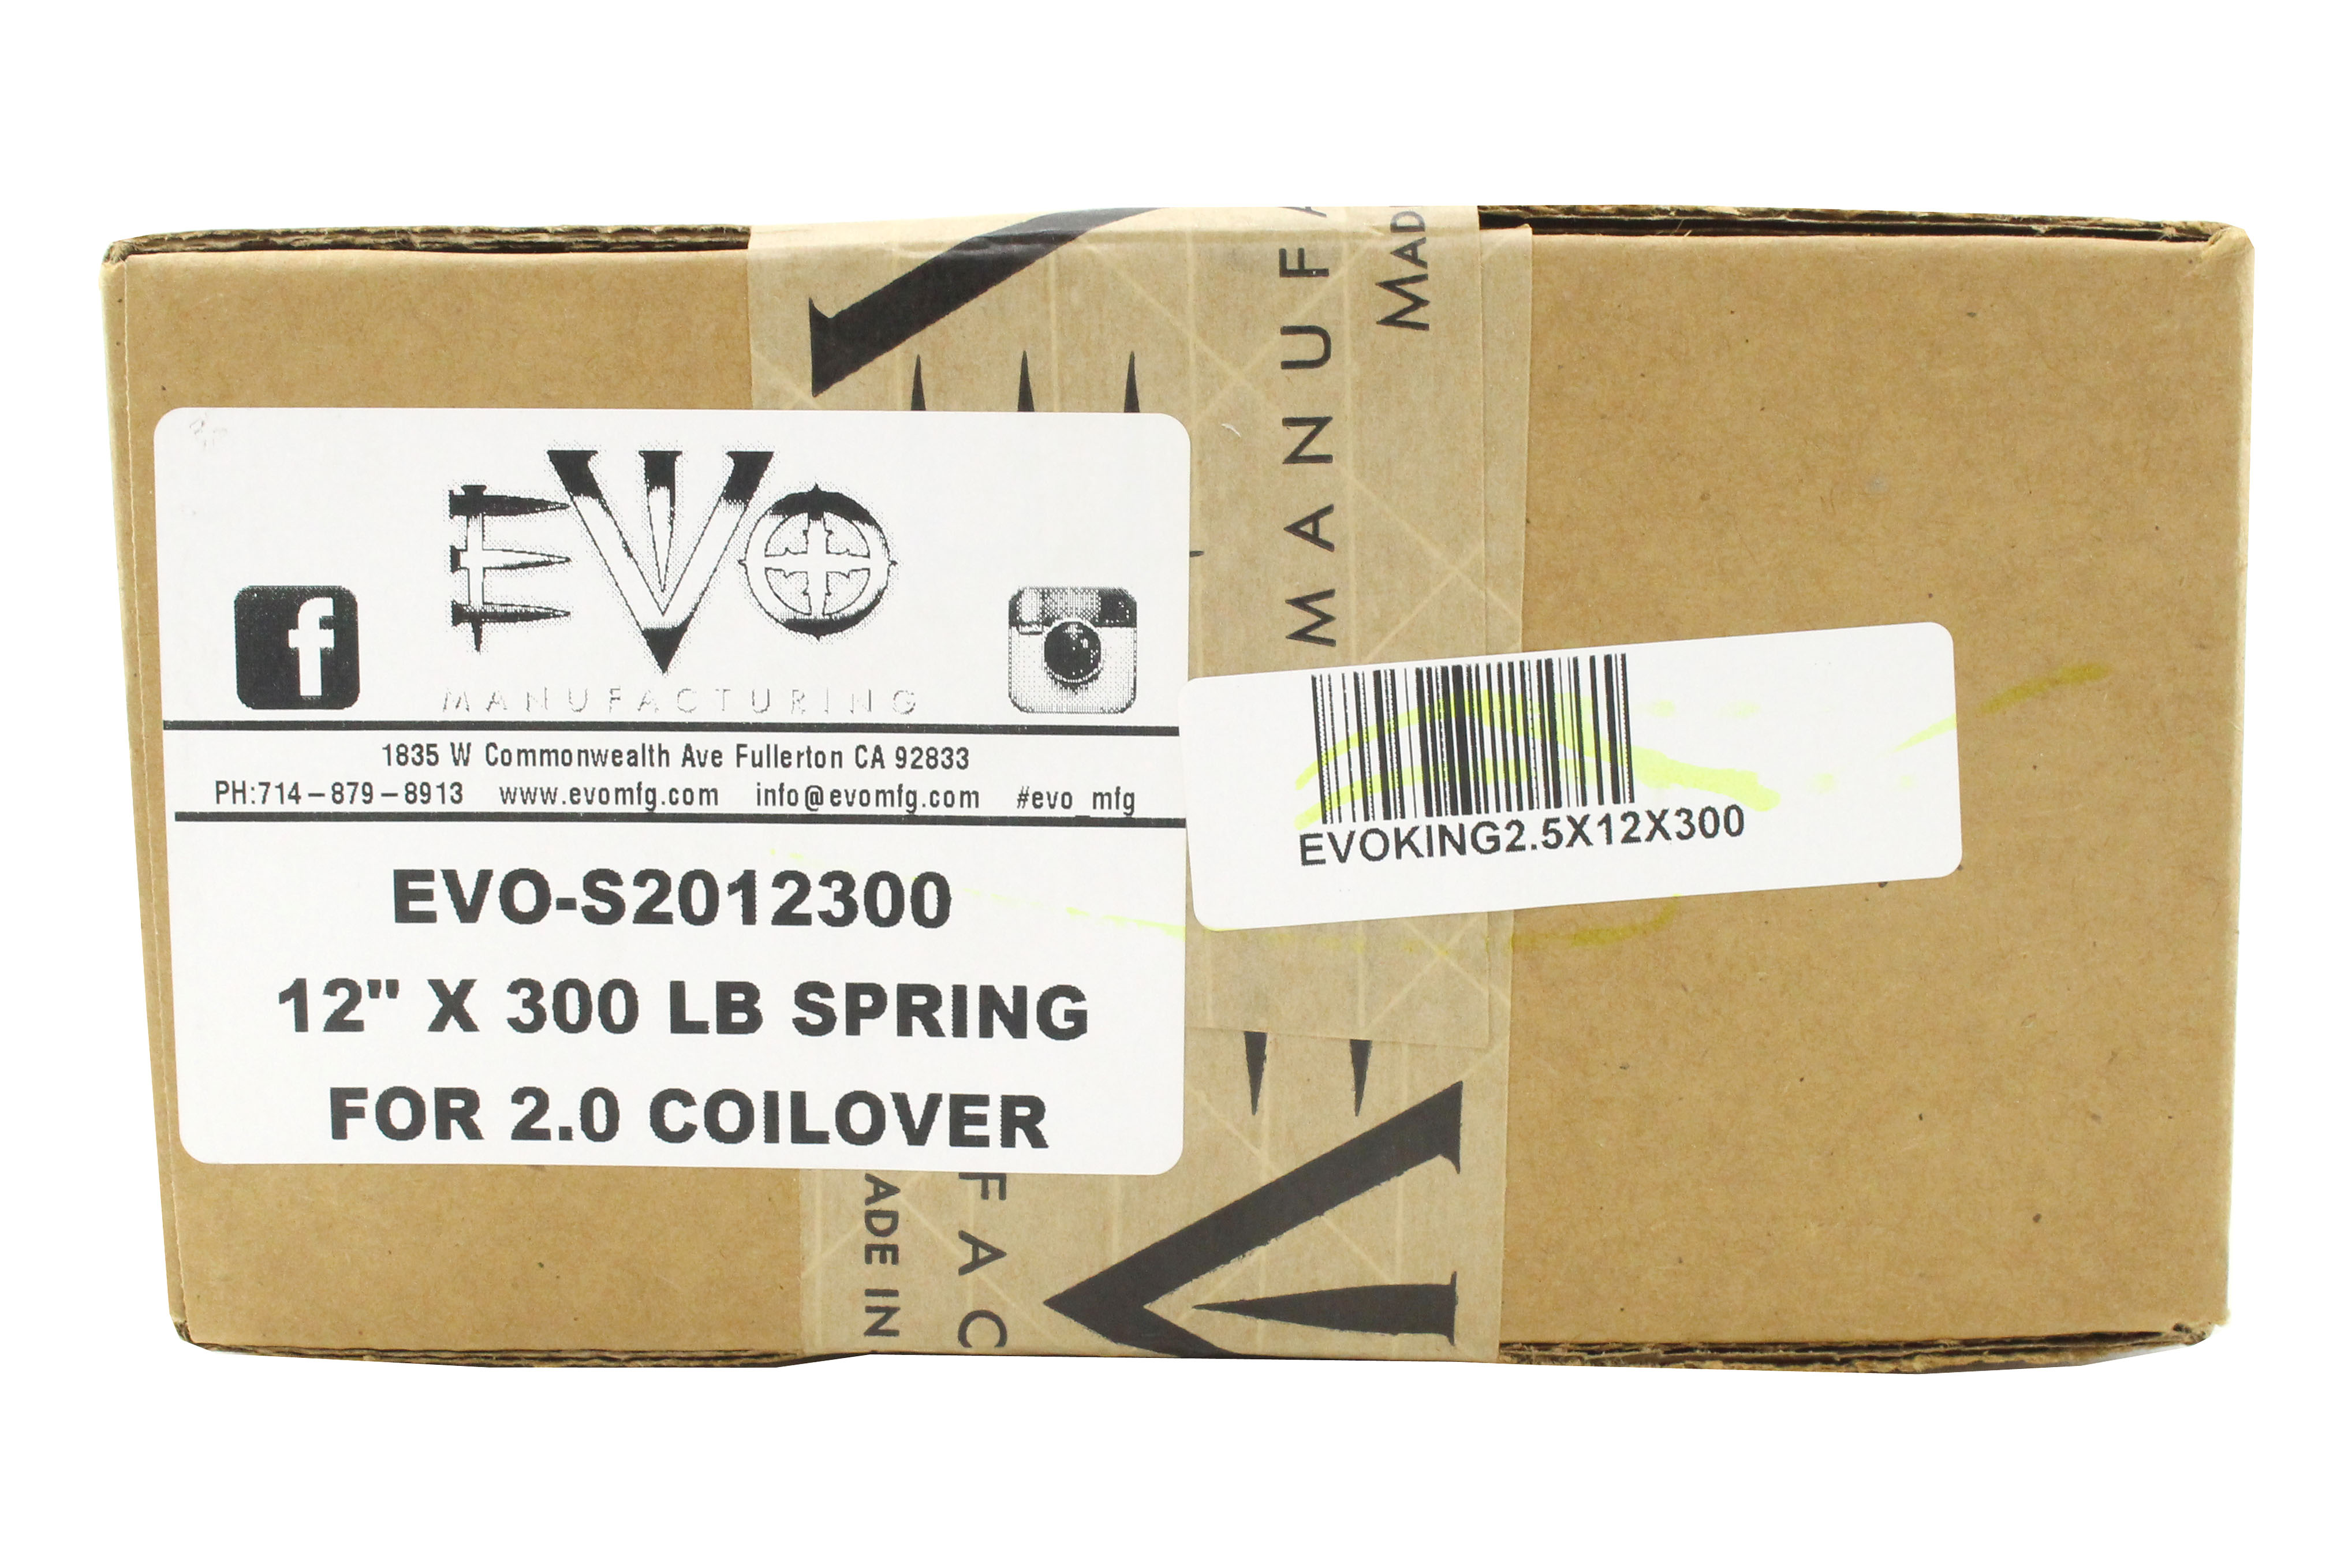 EVO
MANUFACTURING
1835 W Commonwealth Ave Fullerton CA 92833
PH:714-879-8913 www.evomfg.com info@evomfg.com #evo_mfg
EVO-S2012300
12" X 300 LB SPRING
FOR 2.0 COILOVER
EVOKING2.5X12X300
MANUFA
MAD
ADE IN
FAC